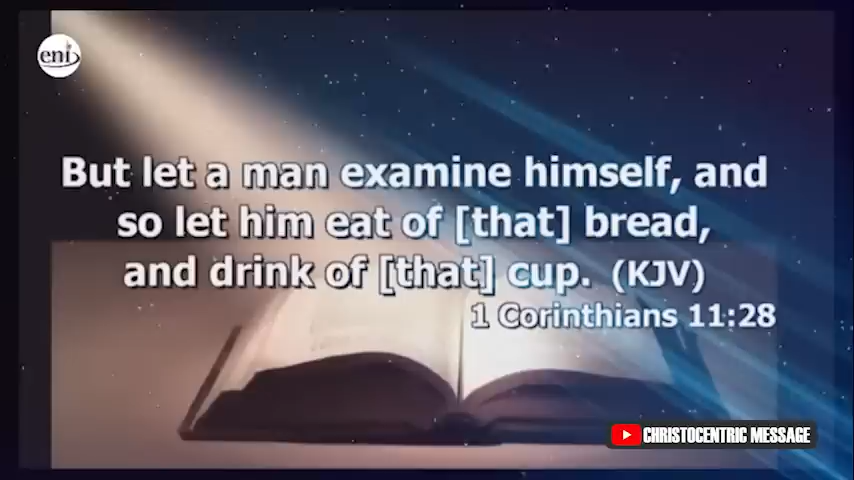 eni
But let a man examine himself, and
so let him eat of [that] bread,
and drink of [that] cup. (KJV)
1 Corinthians 11:28
CHRISTOCENTRIC MESSAGE